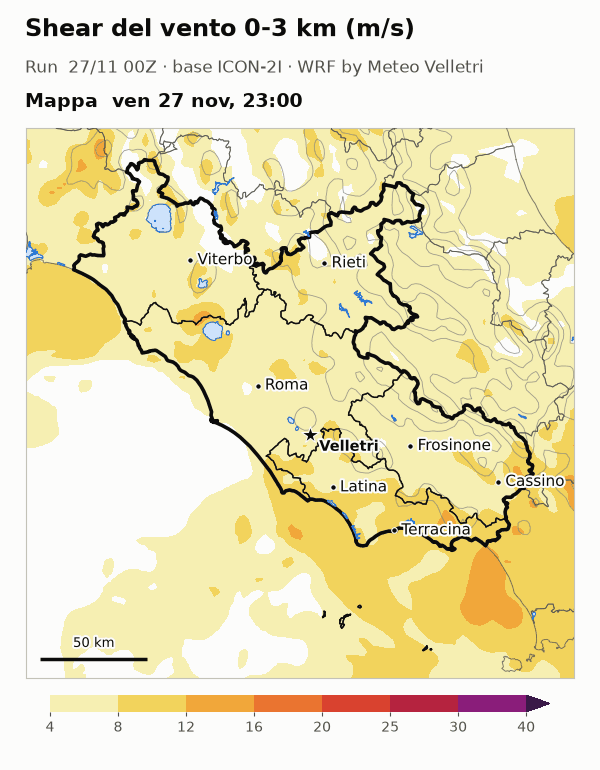 Shear del vento 0-3 km (m/s)
Run  27/11 00Z · base ICON-2I · WRF by Meteo Velletri
Mappa  ven 27 nov, 23:00
Viterbo
Rieti
Roma
Velletri
Frosinone
Cassino
Latina
Terracina
50 km
4 8 12 16 20 25 30 40